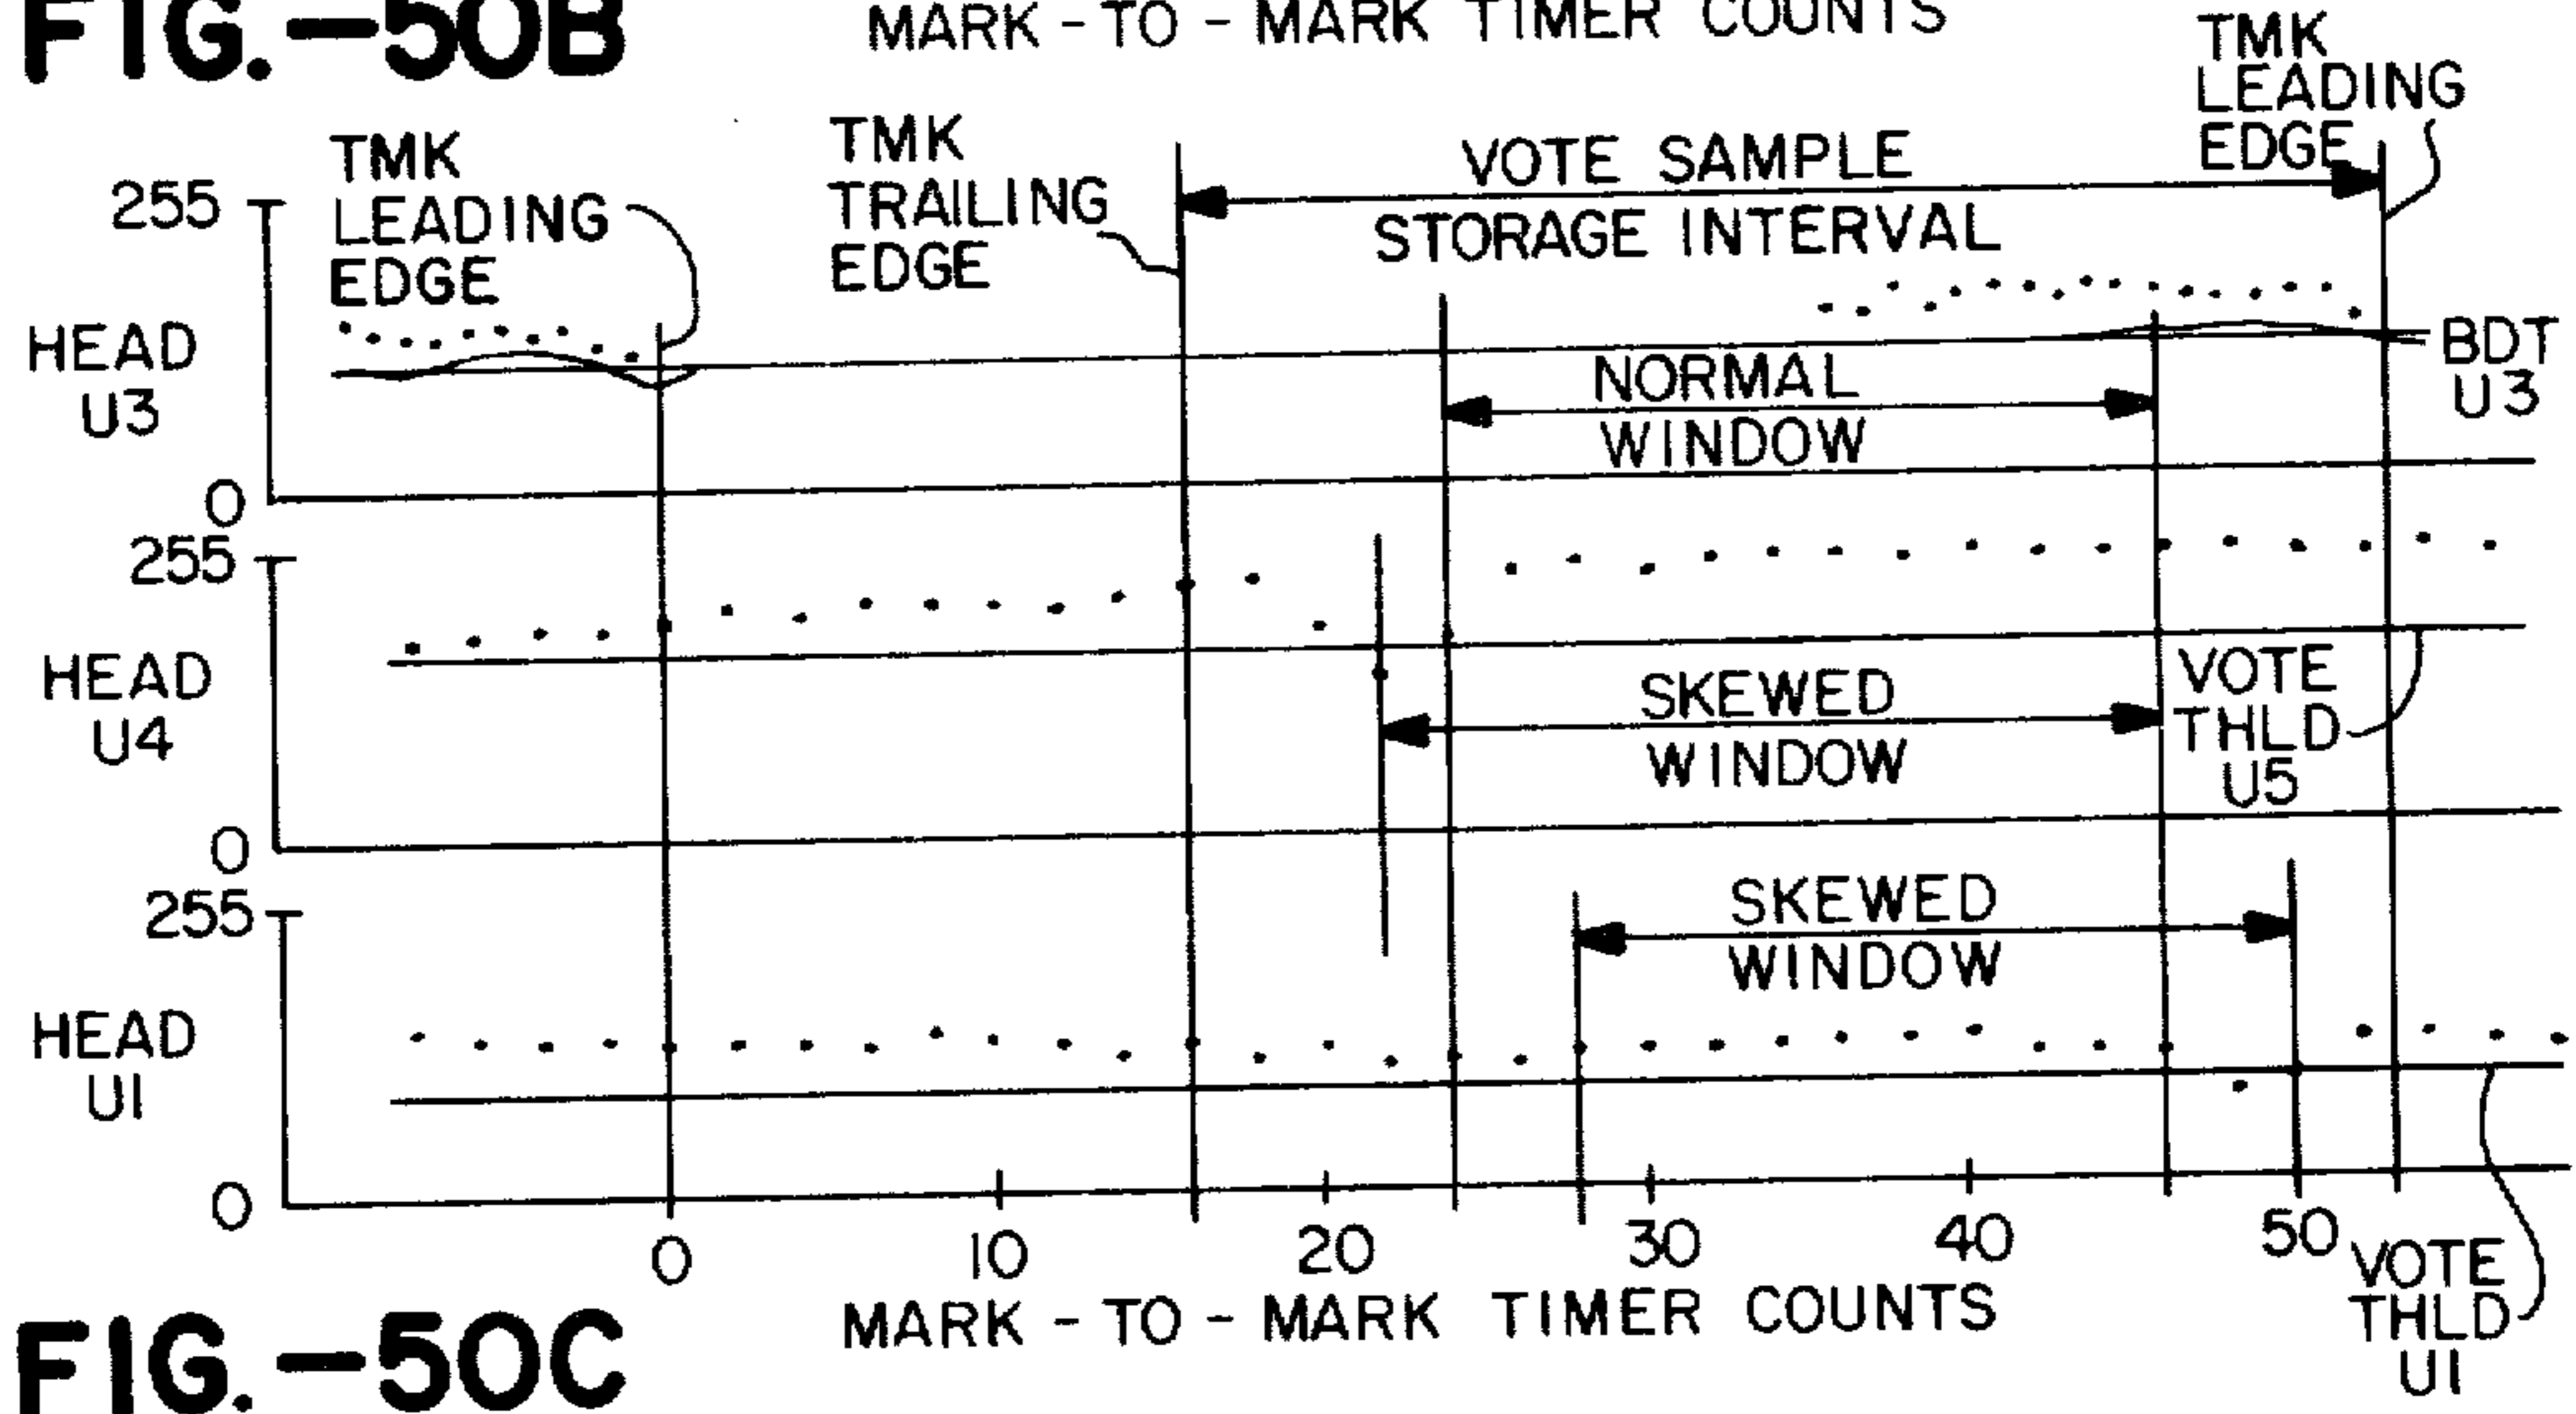 FIG.-50B
MARK - TO - MARK TIMER COUNTS
TMK
LEADING
EDGE
TMK
TRAILING
EDGE
VOTE SAMPLE
STORAGE INTERVAL
TMK
LEADING
EDGE
255
HEAD
U3
0
NORMAL
WINDOW
BDT
U3
255
HEAD
U4
0
SKEWED
WINDOW
VOTE
THLD
U5
255
HEAD
U1
0
SKEWED
WINDOW
0
10
20
30
40
50
VOTE
THLD
U1
MARK - TO - MARK TIMER COUNTS
FIG.-50C